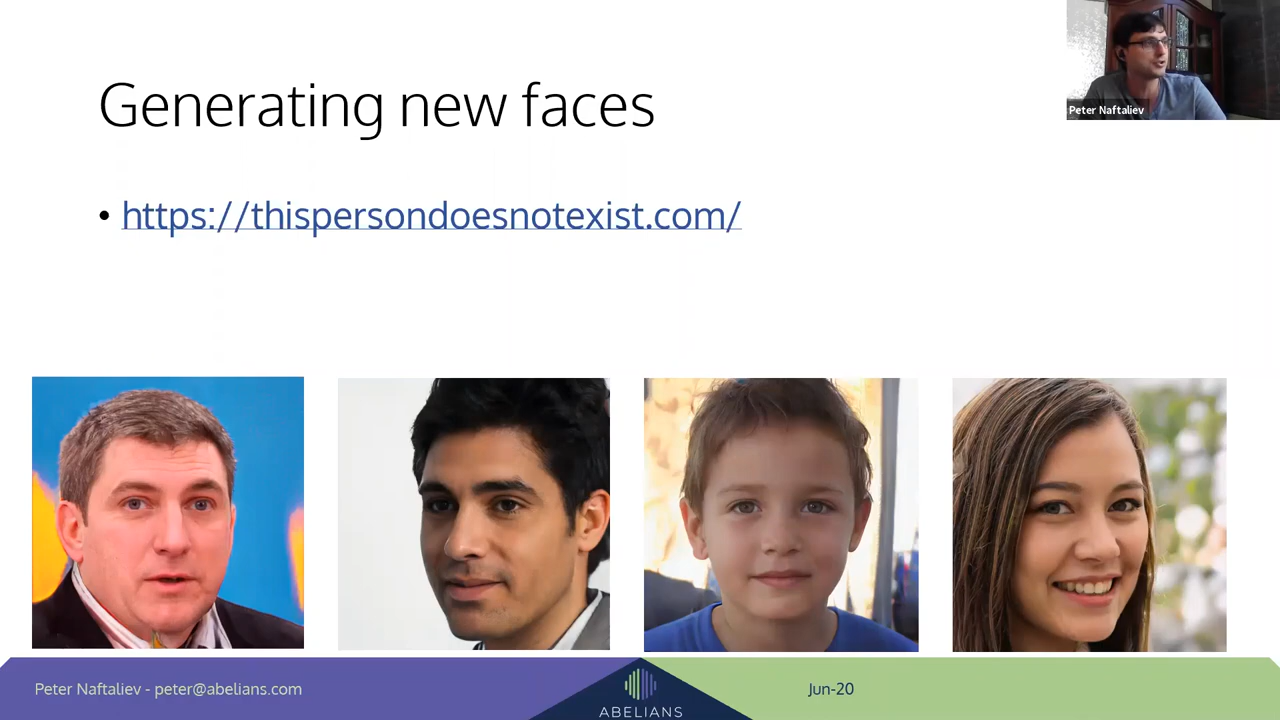 Generating new faces
• https://thispersondoesnotexist.com/
Peter Naftaliev
Peter Naftaliev - peter@abelians.com
ABELIANS
Jun-20